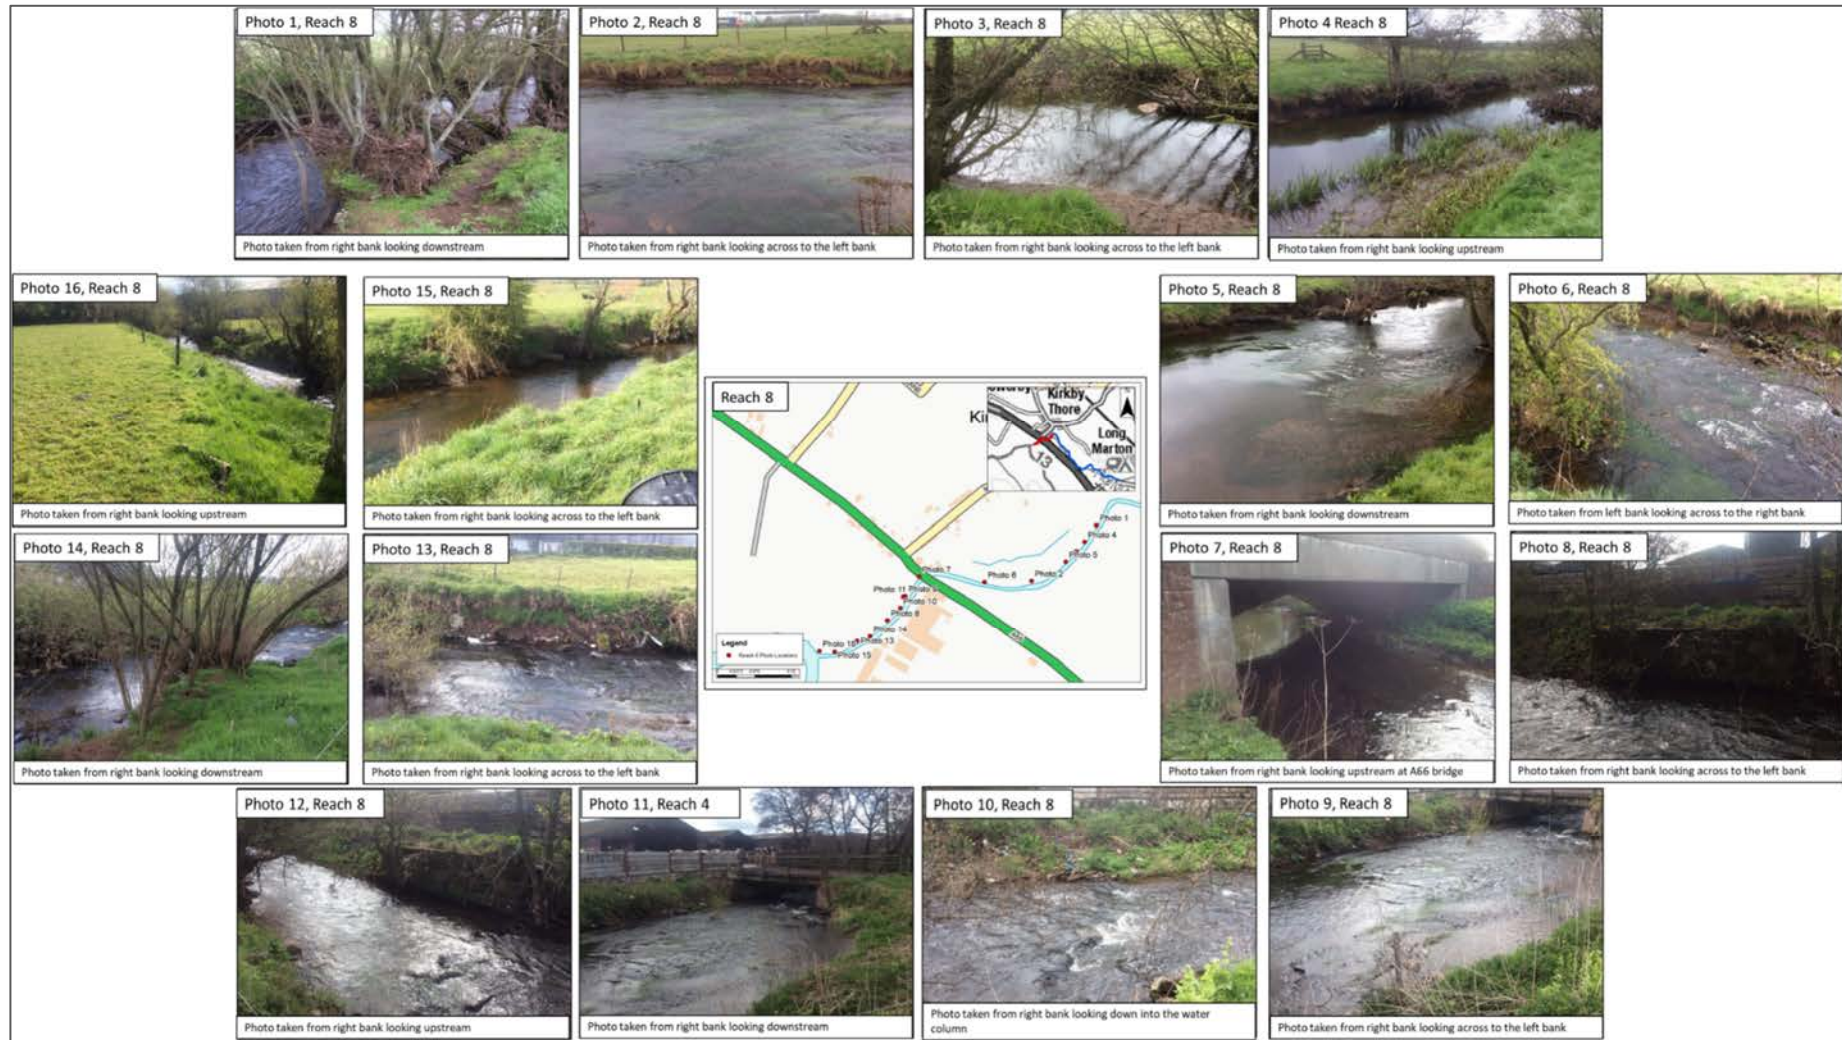 Photo 1, Reach 8
Photo taken from right bank looking downstream
Photo 2, Reach 8
Photo taken from right bank looking across to the left bank
Photo 3, Reach 8
Photo taken from right bank looking across to the left bank
Photo 4 Reach 8
Photo taken from right bank looking upstream
Photo 16, Reach 8
Photo taken from right bank looking upstream
Photo 15, Reach 8
Photo taken from right bank looking across to the left bank
Photo 5, Reach 8
Photo taken from right bank looking downstream
Photo 6, Reach 8
Photo taken from left bank looking across to the right bank
Reach 8
Kirkby
Thore
Long
Marton
13
Photo 1
Photo 4
Photo 5
Photo 2
Photo 6
Photo 7
Photo 11
Photo 10
Photo 14
Photo 13
Photo 15
Legend
Photo 14, Reach 8
Photo taken from right bank looking downstream
Photo 13, Reach 8
Photo taken from right bank looking across to the left bank
Photo 7, Reach 8
Photo taken from right bank looking upstream at A66 bridge
Photo 8, Reach 8
Photo taken from right bank looking across to the left bank
Photo 12, Reach 8
Photo taken from right bank looking upstream
Photo 11, Reach 4
Photo taken from right bank looking downstream
Photo 10, Reach 8
Photo taken from right bank looking down into the water
column
Photo 9, Reach 8
Photo taken from right bank looking across to the left bank